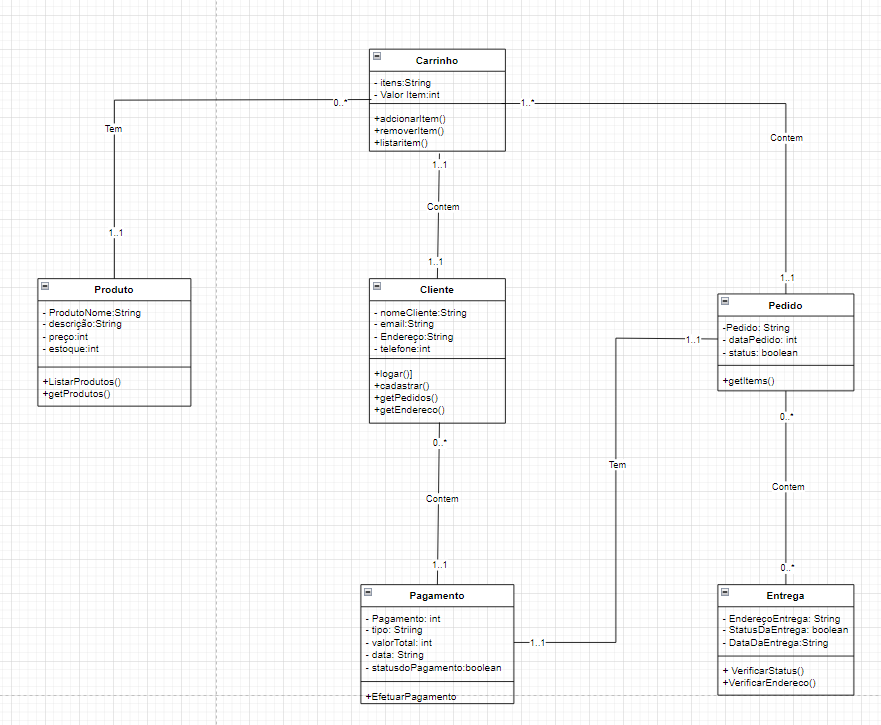 Carrinho
- itens:String
- Valor Item:int
+adcionarItem()
+removerItem()
+listaritem()
0..*
1..*
Tem
Contem
1..1
Contem
1..1
1..1
1..1
Produto
- ProdutoNome:String
- descrição:String
- preço:int
- estoque:int
+ListarProdutos()
+getProdutos()
Cliente
- nomeCliente:String
- email:String
- Endereço:String
- telefone:int
+logar()]
+cadastrar()
+getPedidos()
+getEndereco()
Pedido
-Pedido: String
- dataPedido: int
- status: boolean
+getItems()
1..1
0..*
0..*
Tem
Contem
Contem
1..1
0..*
Pagamento
- Pagamento: int
- tipo: Striing
- valorTotal: int
- data: String
- statusdoPagamento:boolean
+EfetuarPagamento
1..1
Entrega
- EndereçoEntrega: String
- StatusDaEntrega: boolean
- DataDaEntrega:String
+ VerificarStatus()
+VerificarEndereco()